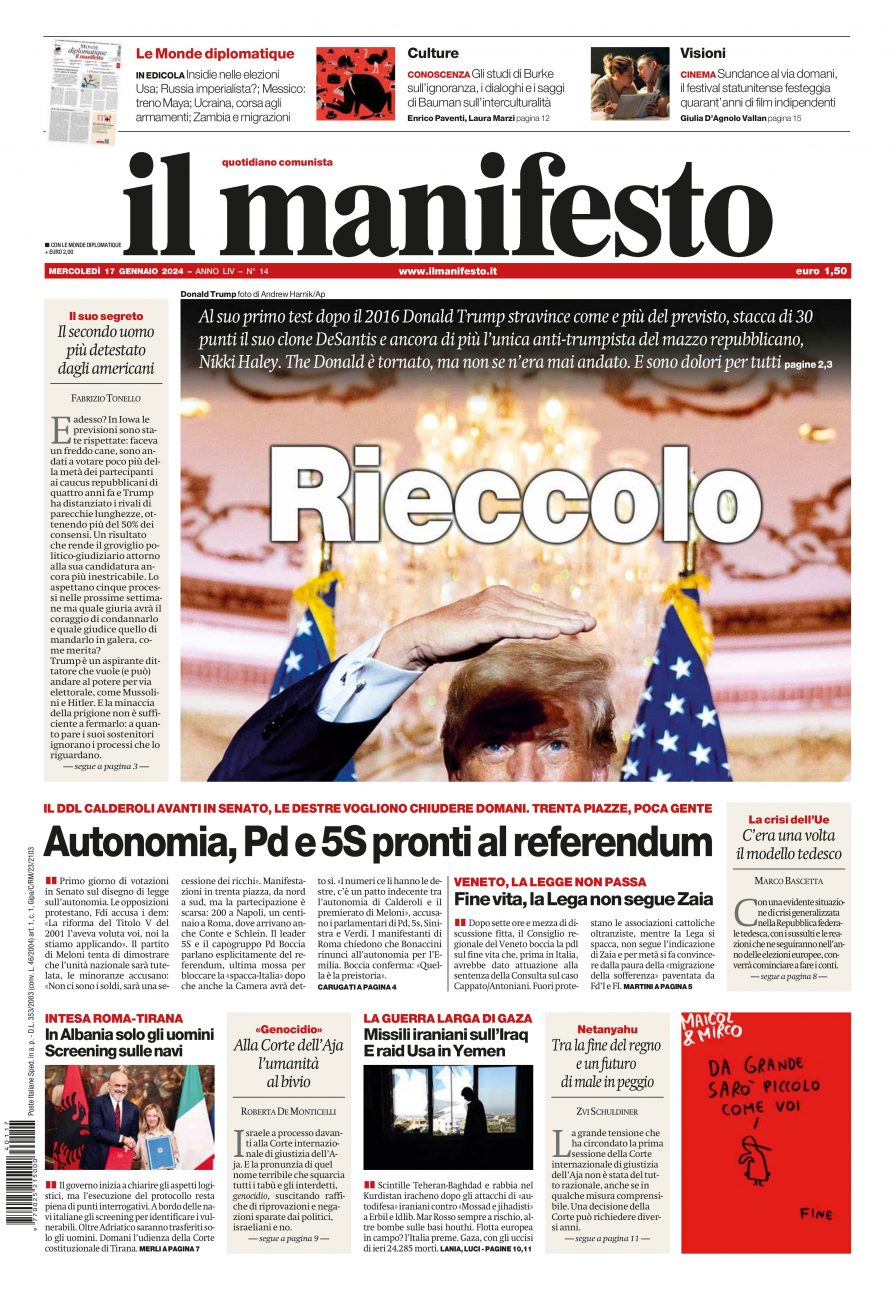 Le Monde diplomatique
IN EDICOLA Insidie nelle elezioni
Usa; Russia imperialista?; Messico:
treno Maya; Ucraina, corsa agli
armamenti; Zambia e migrazioni
Culture
CONOSCENZA Gli studi di Burke
sull'ignoranza, i dialoghi e i saggi
di Bauman sull'interculturalità
Enrico Paventi, Laura Marzi pagina 12
Visioni
CINEMA Sundance al via domani,
il festival statunitense festeggia
quarant'anni di film indipendenti
Giulia D'Agnolo Vallan pagina 15
quotidiano comunista
il manifesto
■ CON LE MONDE DIPLOMATIQUE
+ EURO 2,00
MERCOLEDÌ 17 GENNAIO 2024 – ANNO LIV – N° 14
www.ilmanifesto.it
euro 1,50
Il suo segreto
Il secondo uomo
più detestato
dagli americani
FABRIZIO TONELLO
E adesso? In Iowa le
previsioni sono sta-
te rispettate: faceva
un freddo cane, sono an-
dati a votare poco più del-
la metà dei partecipanti
ai caucus repubblicani di
quattro anni fa e Trump
ha distanziato i rivali di
parecchie lunghezze, ot-
tenendo più del 50% dei
consensi. Un risultato
che rende il groviglio po-
litico-giudiziario attorno
alla sua candidatura an-
cora più inestricabile. Lo
aspettano cinque proces-
si nelle prossime settima-
ne ma quale giuria avrà il
coraggio di condannarlo
e quale giudice quello di
mandarlo in galera, co-
me merita?
Trump è un aspirante dit-
tatore che vuole (e può)
andare al potere per via
elettorale, come Mussoli-
ni e Hitler. E la minaccia
della prigione non è suffi-
ciente a fermarlo: a quan-
to pare i suoi sostenitori
ignorano i processi che lo
riguardano.
— segue a pagina 3 —
Donald Trump foto di Andrew Harnik/Ap
Al suo primo test dopo il 2016 Donald Trump stravince come e più del previsto, stacca di 30
punti il suo clone DeSantis e ancora di più l'unica anti-trumpista del mazzo repubblicano,
Nikki Haley. The Donald è tornato, ma non se n'era mai andato. E sono dolori per tutti pagine 2,3
Rieccolo
IL DDL CALDEROLI AVANTI IN SENATO, LE DESTRE VOGLIONO CHIUDERE DOMANI. TRENTA PIAZZE, POCA GENTE
Autonomia, Pd e 5S pronti al referendum
Primo giorno di votazioni
in Senato sul disegno di legge
sull'autonomia. Le opposizioni
protestano, Fdi accusa i dem:
«La riforma del Titolo V del
2001 l'aveva voluta voi, noi la
stiamo applicando». Il partito
di Meloni tenta di dimostrare
che l'unità nazionale sarà tute-
lata, le minoranze accusano:
«Non ci sono i soldi, sarà una se-
cessione dei ricchi». Manifesta-
zioni in trenta piazza, da nord
a sud, ma la partecipazione è
scarsa: 200 a Napoli, un centi-
naio a Roma, dove arrivano an-
che Conte e Schlein. Il leader
5S e il capogruppo Pd Boccia
parlano esplicitamente del re-
ferendum, ultima mossa per
bloccare la «spacca-Italia» dopo
che anche la Camera avrà det-
to sì. «I numeri ce li hanno le de-
stre, c'è un patto indecente tra
l'autonomia di Calderoli e il
premierato di Meloni», accusa-
no i parlamentari di Pd, 5s, Sini-
stra e Verdi. I manifestanti di
Roma chiedono che Bonaccini
rinunci all'autonomia per l'E-
milia. Boccia conferma: «Quel-
la è la preistoria».
CARUGATI A PAGINA 4
VENETO, LA LEGGE NON PASSA
Fine vita, la Lega non segue Zaia
Dopo sette ore e mezza di di-
scussione fitta, il Consiglio re-
gionale del Veneto boccia la pdl
sul fine vita che, prima in Italia,
avrebbe dato attuazione alla
sentenza della Consulta sul caso
Cappato/Antoniani. Fuori prote-
stano le associazioni cattoliche
oltranziste, mentre la Lega si
spacca, non segue l'indicazione
di Zaia e per metà si fa convin-
cere dalla paura della «migrazione
della sofferenza» paventata da
Fd'I e FI. MARTINI A PAGINA 5
La crisi dell'Ue
C'era una volta
il modello tedesco
MARCO BASCETTA
Con una evidente situazio-
ne di crisi generalizzata
nella Repubblica federa-
le tedesca, con i sussulti e le rea-
zioni che ne seguiranno nell'an-
no delle elezioni europee, con-
verrà cominciare a fare i conti.
— segue a pagina 8 —
INTESA ROMA-TIRANA
In Albania solo gli uomini
Screening sulle navi
Il governo inizia a chiarire gli aspetti logi-
stici, ma l'esecuzione del protocollo resta
piena di punti interrogativi. A bordo delle na-
vi italiane gli screening per identificare i vul-
nerabili. Oltre Adriatico saranno trasferiti so-
lo gli uomini. Domani l'udienza della Corte
costituzionale di Tirana. MERLI A PAGINA 7
«Genocidio»
Alla Corte dell'Aja
l'umanità
al bivio
ROBERTA DE MONTICELLI
Israele a processo davan-
ti alla Corte internazio-
nale di giustizia dell'A-
ja. E la pronuncia di quel
nome terribile che squarcia
tutti i tabù e gli interdetti,
genocidio, suscitando raffi-
che di riprovazioni e nega-
zioni sparate dai politici,
israeliani e no.
— segue a pagina 9 —
LA GUERRA LARGA DI GAZA
Missili iraniani sull'Iraq
E raid Usa in Yemen
Scintille Teheran-Baghdad e rabbia nel
Kurdistan iracheno dopo gli attacchi di «au-
todifesa» iraniani contro «Mossad e jihadisti»
a Erbil e Idlib. Mar Rosso sempre a rischio, al-
tre bombe sulle basi houthi. Flotta europea
in campo? l'Italia preme. Gaza, con gli uccisi
di ieri 24.285 morti. LANIA, LUCI - PAGINE 10,11
Netanyahu
Tra la fine del regno
e un futuro
di male in peggio
ZVI SCHULDINER
La grande tensione che
ha circondato la prima
sessione della Corte
internazionale di giustizia
dell'Aja non è stata del tut-
to razionale, anche se in
qualche misura comprensi-
bile. Una decisione della
Corte può richiedere diver-
si anni.
— segue a pagina 11 —
MAICOL
& MIRCO
DA GRANDE
SARÒ PICCOLO
COME VOI
FINE
Poste Italiane Sped. in a. p. - D.L. 353/2003 (conv. L. 46/2004) art. 1, c. 1, Gipa/C/RM/23/2103
40117
9 770025 215000